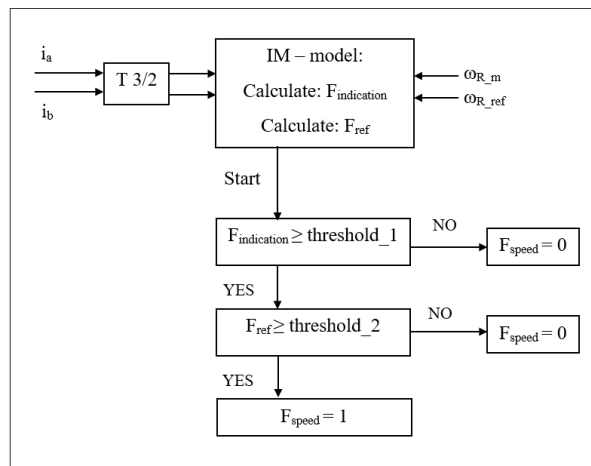 i_a
T 3/2
i_b
IM – model:
Calculate: F_indication
Calculate: F_ref
ω_R_m
ω_R_ref
Start
F_indication ≥ threshold_1
NO
F_speed = 0
YES
F_ref ≥ threshold_2
NO
F_speed = 0
YES
F_speed = 1